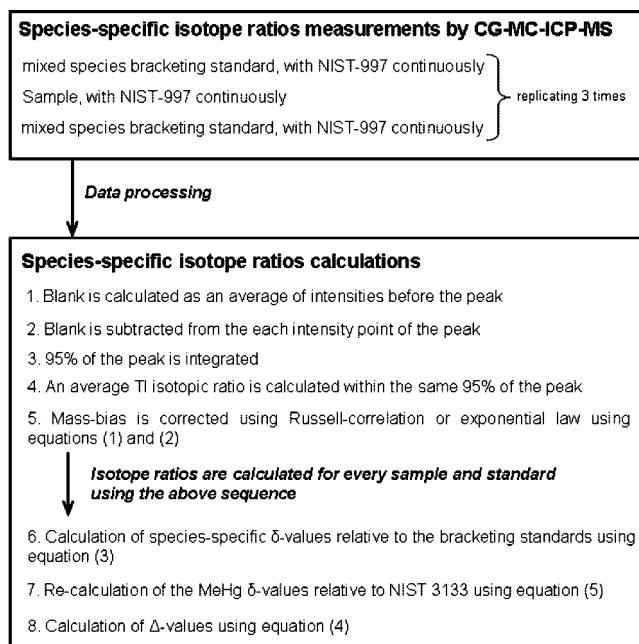 Species-specific isotope ratios measurements by CG-MC-ICP-MS
mixed species bracketing standard, with NIST-997 continuously
Sample, with NIST-997 continuously
replicating 3 times
mixed species bracketing standard, with NIST-997 continuously
Data processing
Species-specific isotope ratios calculations
1. Blank is calculated as an average of intensities before the peak
2. Blank is subtracted from the each intensity point of the peak
3. 95% of the peak is integrated
4. An average Tl isotopic ratio is calculated within the same 95% of the peak
5. Mass-bias is corrected using Russell-correlation or exponential law using
equations (1) and (2)
Isotope ratios are calculated for every sample and standard
using the above sequence
6. Calculation of species-specific δ-values relative to the bracketing standards using
equation (3)
7. Re-calculation of the MeHg δ-values relative to NIST 3133 using equation (5)
8. Calculation of Δ-values using equation (4)